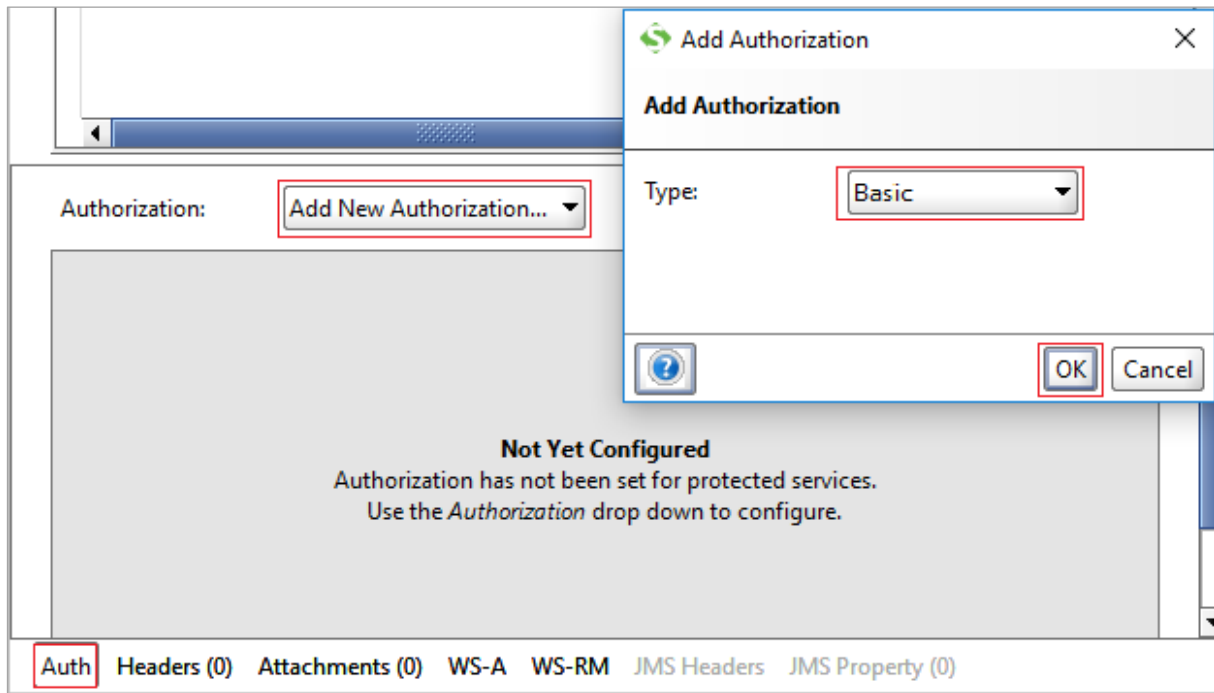 Add Authorization
Add Authorization
Type:
Basic
Authorization:
Add New Authorization...
OK
Cancel
Not Yet Configured
Authorization has not been set for protected services.
Use the Authorization drop down to configure.
Auth Headers (0) Attachments (0) WS-A WS-RM JMS Headers JMS Property (0)